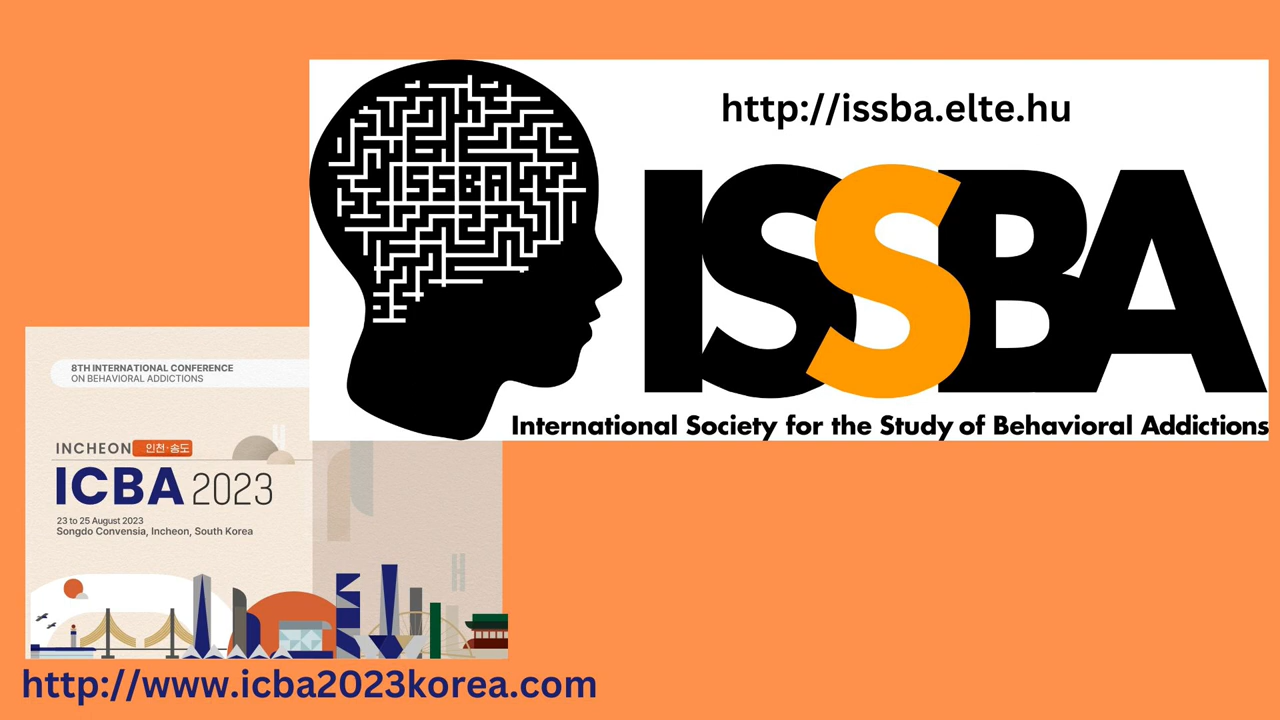 http://issba.elte.hu
ISSBA
ISSBA
International Society for the Study of Behavioral Addictions
8TH INTERNATIONAL CONFERENCE
ON BEHAVIORAL ADDICTIONS
INCHEON 인천·송도
ICBA 2023
23 to 25 August 2023
Songdo Convensia, Incheon, South Korea
http://www.icba2023korea.com